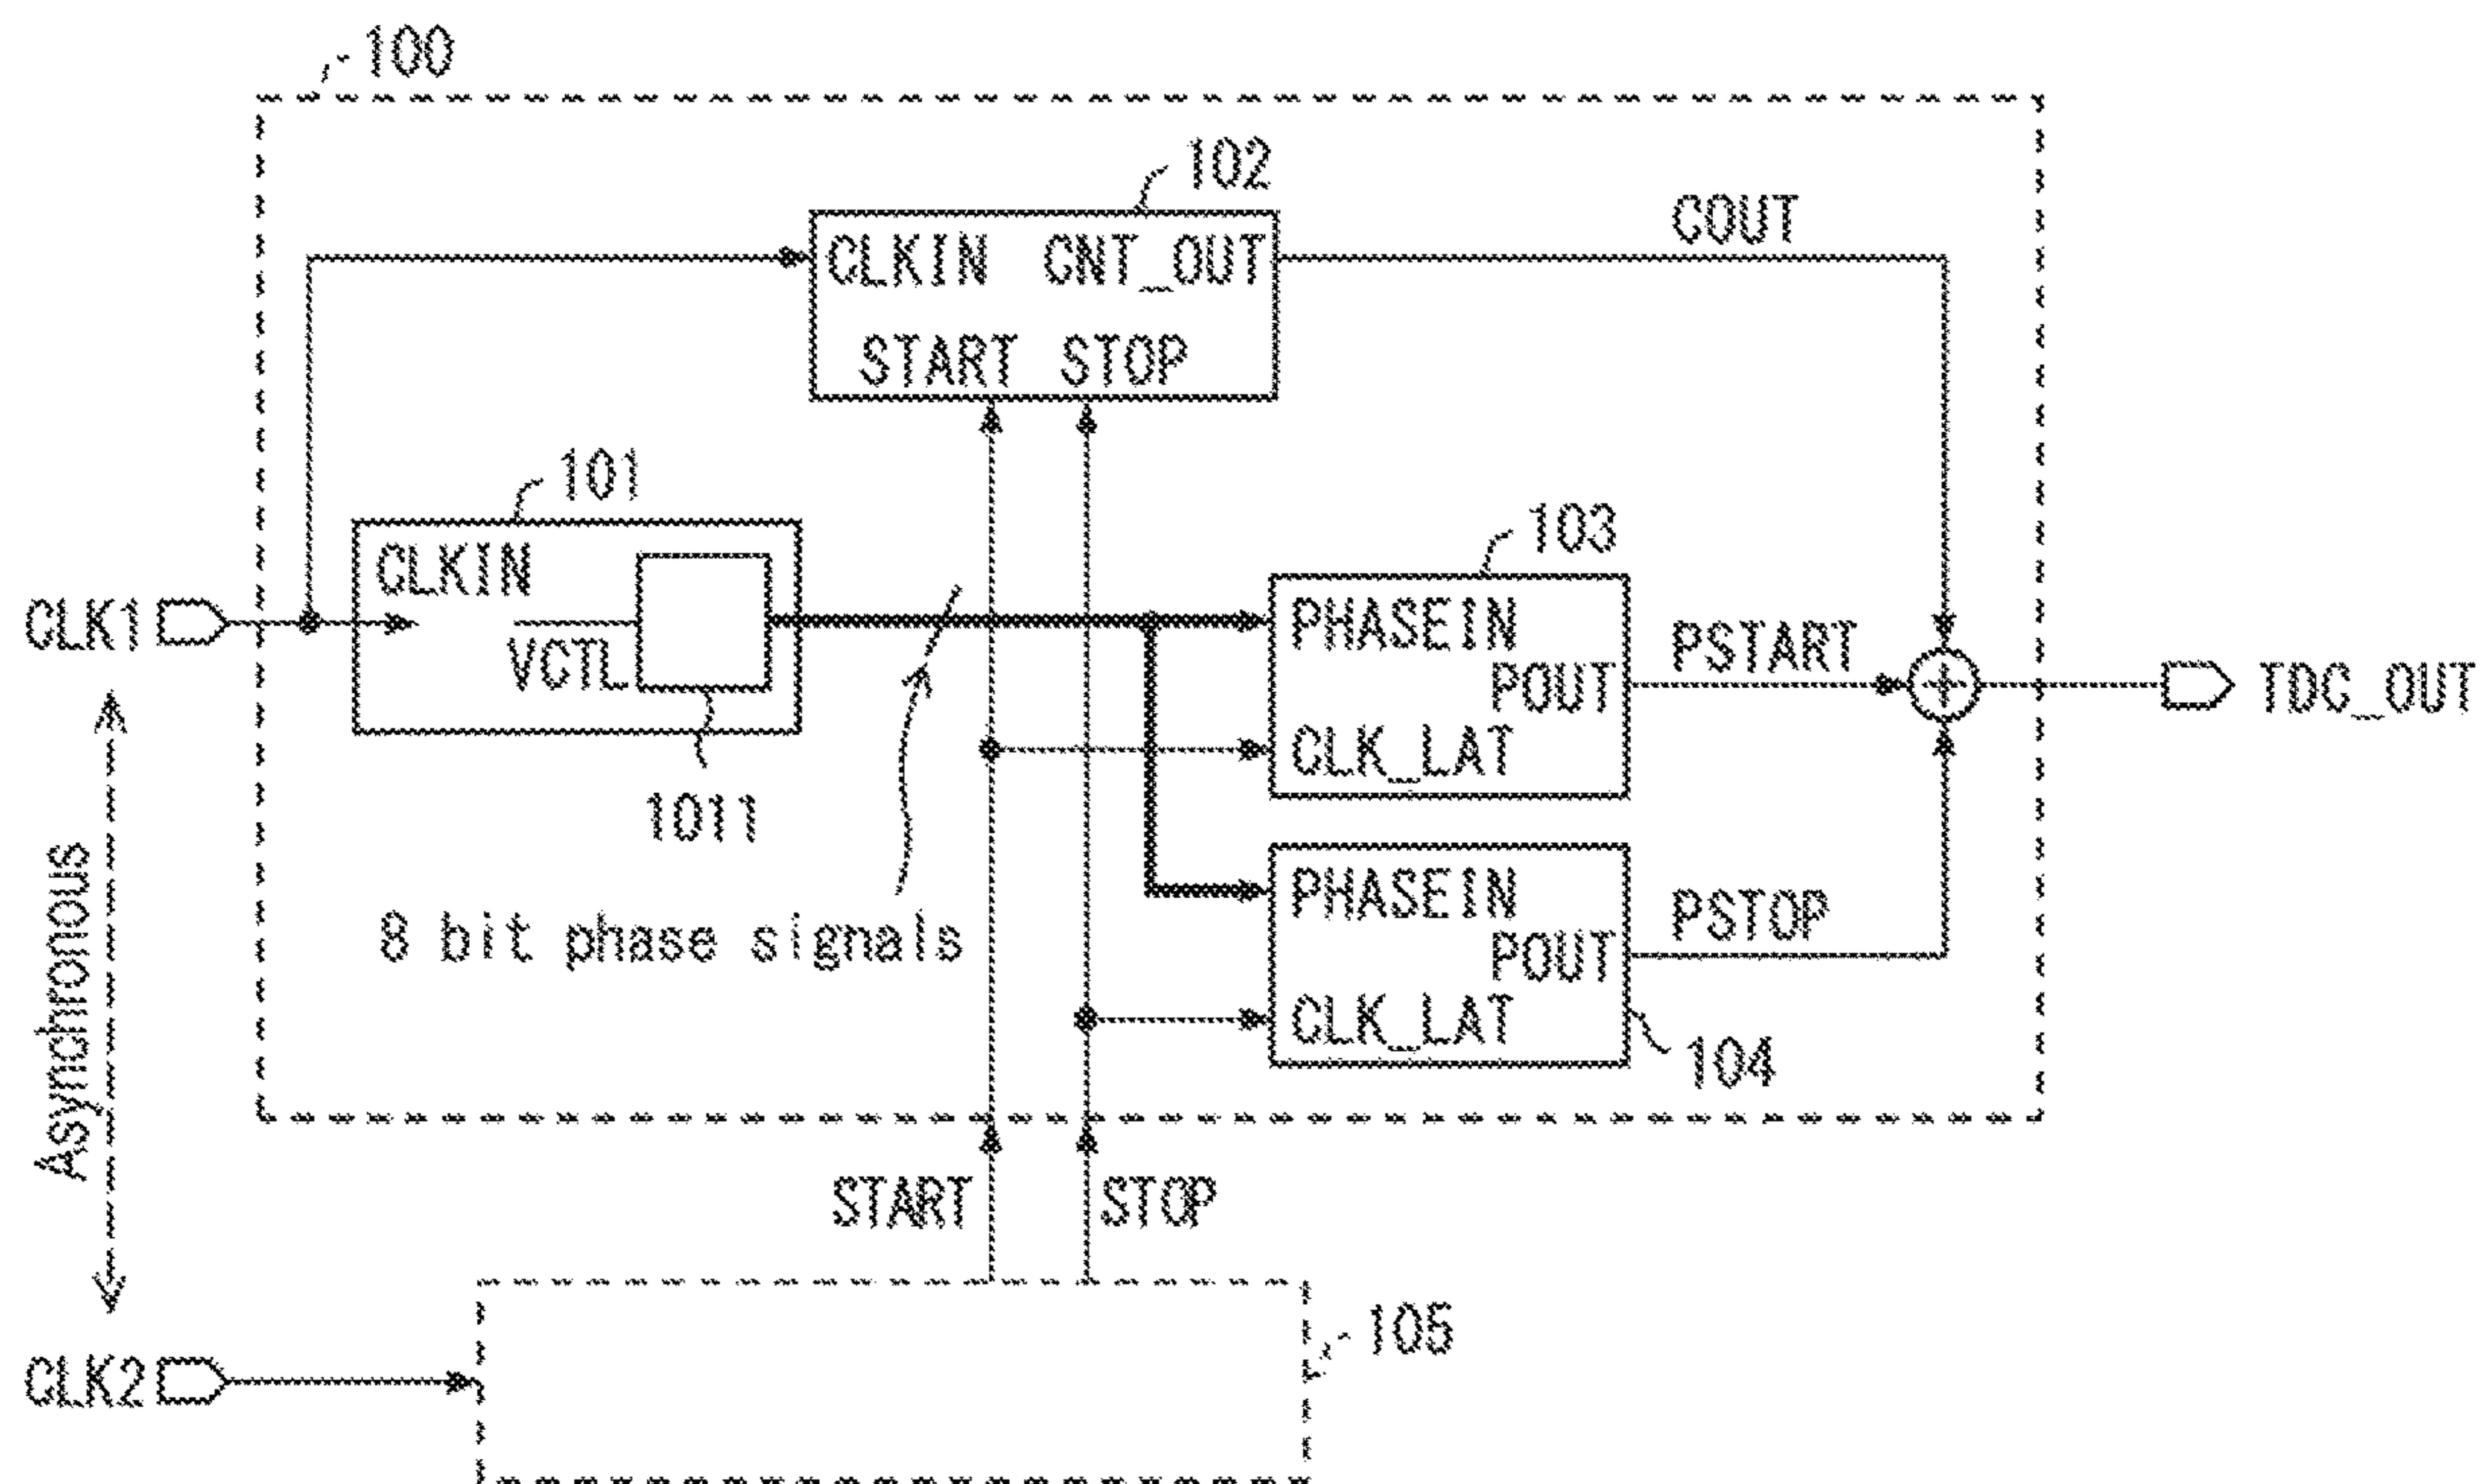 100
102
CLKIN CNT_OUT
START STOP
COUT
101
CLKIN
VCTL
1011
103
PHASEIN
POUT
CLK_LAT
PSTART
CLK1
TDC_OUT
8 bit phase signals
PHASEIN
POUT
CLK_LAT
PSTOP
104
Asynchronous
START
STOP
105
CLK2